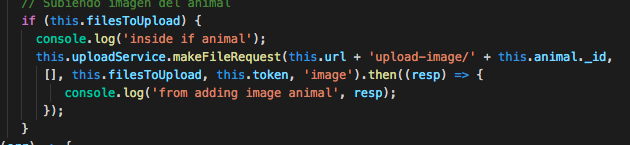 // Subiendo imagen del animal
if (this.filesToUpload) {
console.log('inside if animal');
this.uploadService.makeFileRequest(this.url + 'upload-image/' + this.animal._id,
[], this.filesToUpload, this.token, 'image').then((resp) => {
console.log('from adding image animal', resp);
});
}